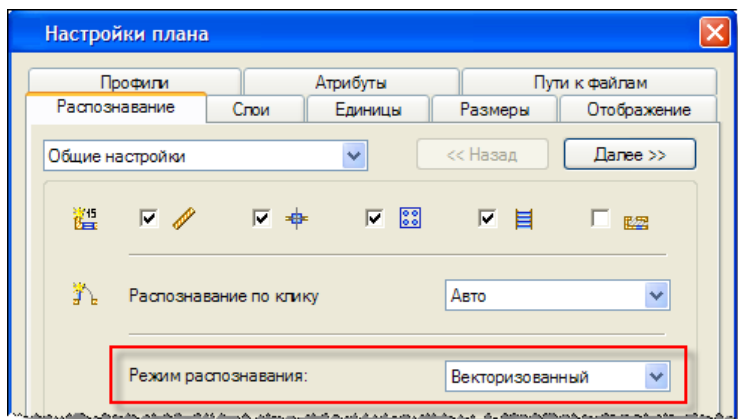 Настройки плана
Профили Атрибуты Пути к файлам
Распознавание Слои Единицы Размеры Отображение
Общие настройки << Назад Далее >>
15
Распознавание по клику Авто
Режим распознавания: Векторизованный